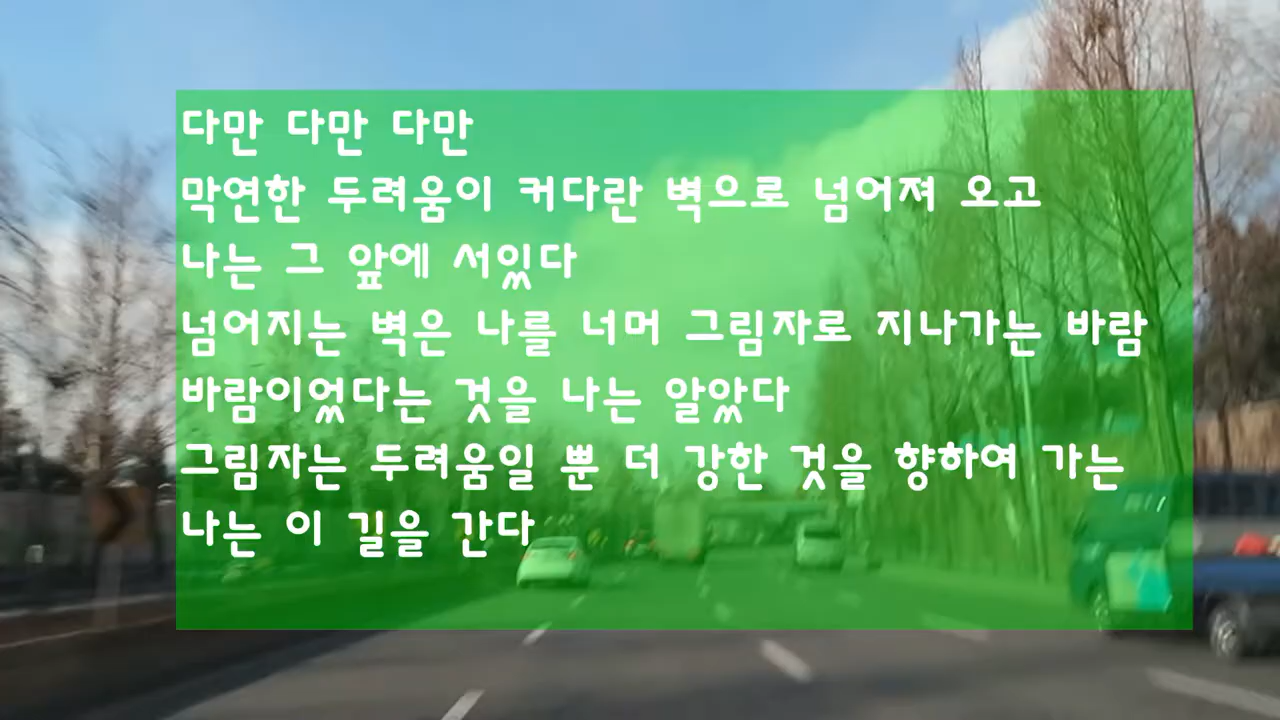 다만 다만 다만
막연한 두려움이 커다란 벽으로 넘어져 오고
나는 그 앞에 서있다
넘어지는 벽은 나를 너머 그림자로 지나가는 바람
바람이었다는 것을 나는 알았다
그림자는 두려움일 뿐 더 강한 것을 향하여 가는
나는 이 길을 간다